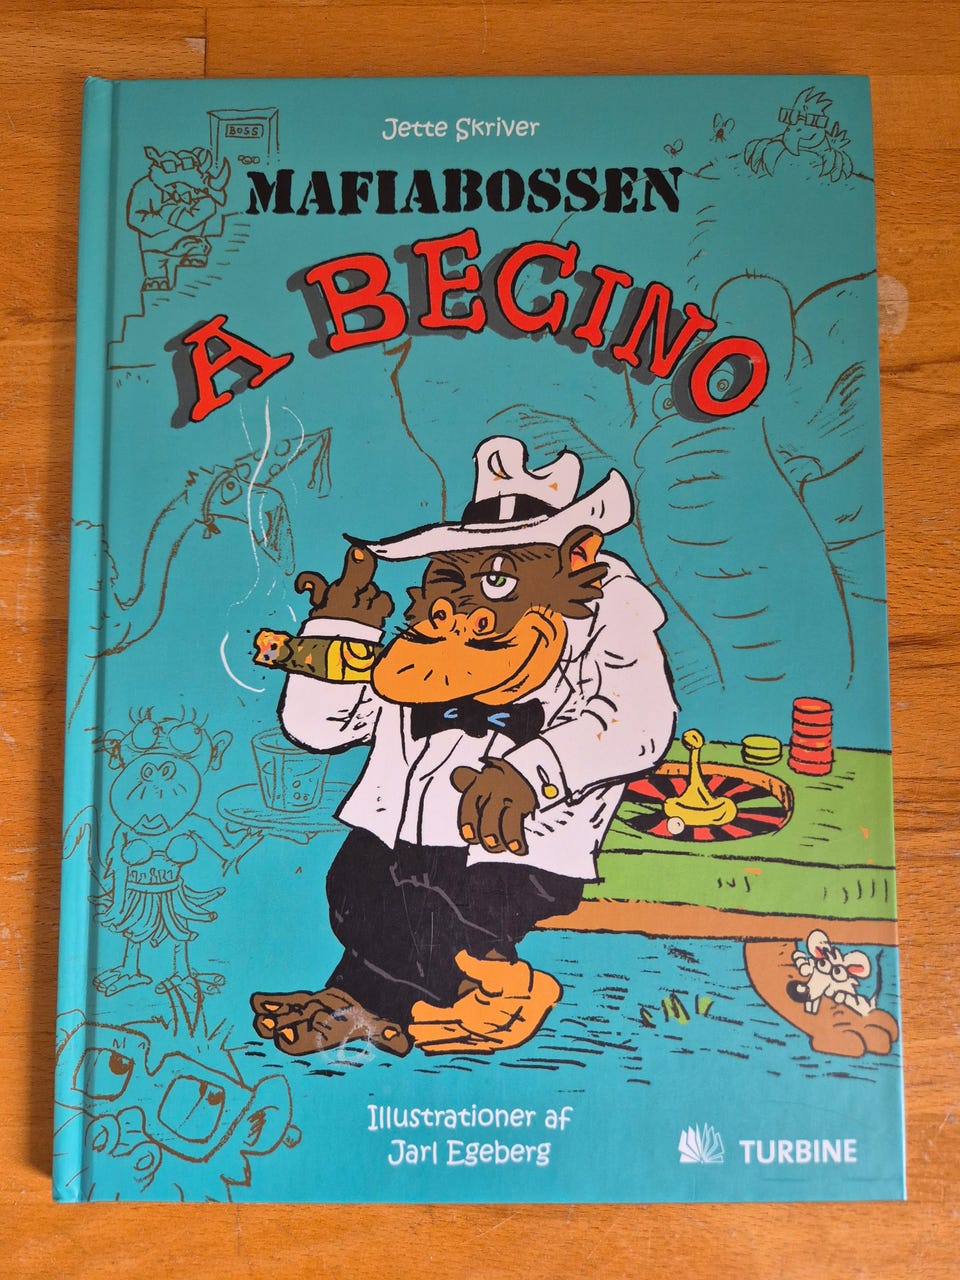 Jette Skriver
BOSS
MAFIABOSSEN
A BEGINO
Illustrationer af
Jarl Egeberg
TURBINE